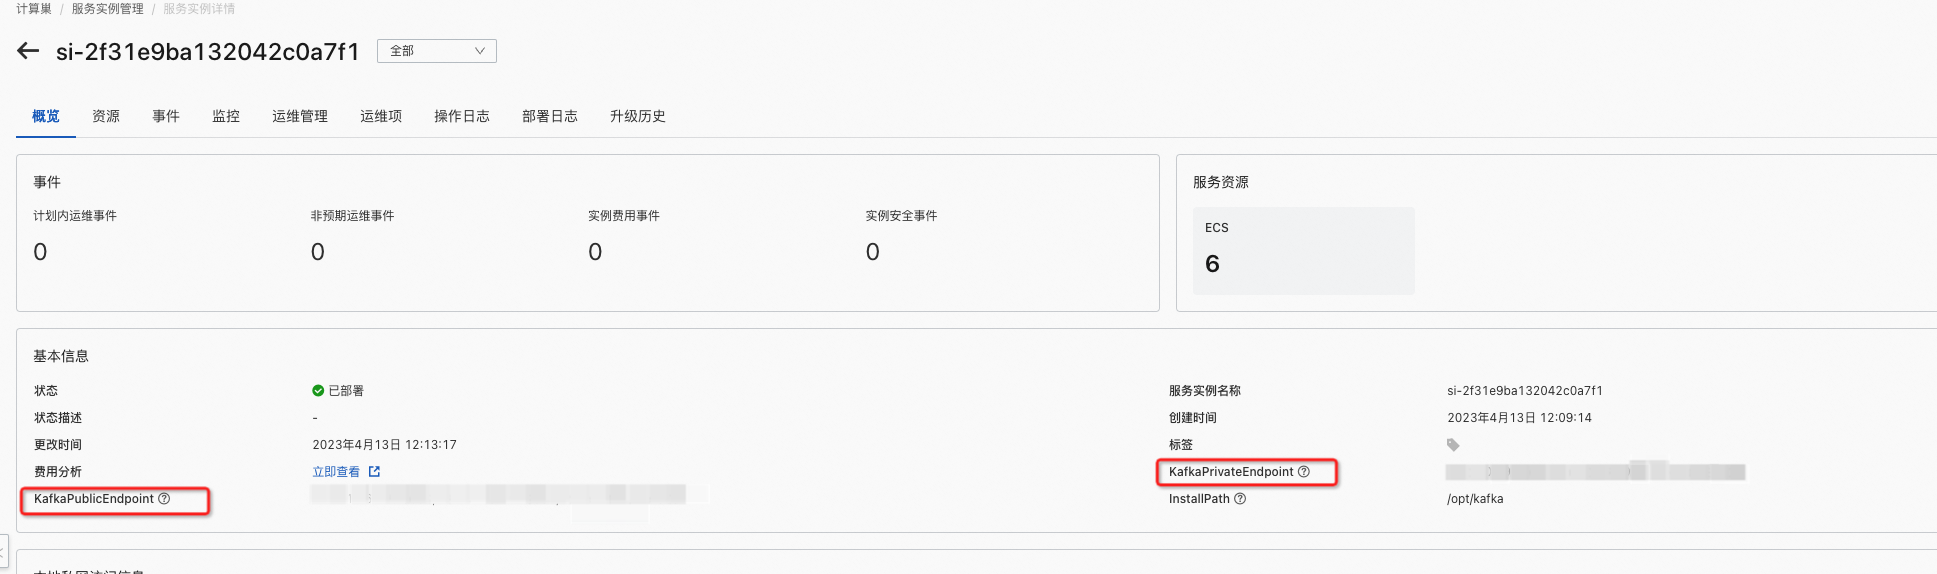 计算巢 / 服务实例管理 / 服务实例详情
si-2f31e9ba132042c0a7f1 全部
概览 资源 事件 监控 运维管理 运维项 操作日志 部署日志 升级历史
事件
计划内运维事件 非预期运维事件 实例费用事件 实例安全事件
0 0 0 0
服务资源
ECS
6
基本信息
状态 已部署 服务实例名称 si-2f31e9ba132042c0a7f1
状态描述 - 创建时间 2023年4月13日 12:09:14
更改时间 2023年4月13日 12:13:17 标签
费用分析 立即查看 KafkaPrivateEndpoint
KafkaPublicEndpoint InstallPath /opt/kafka